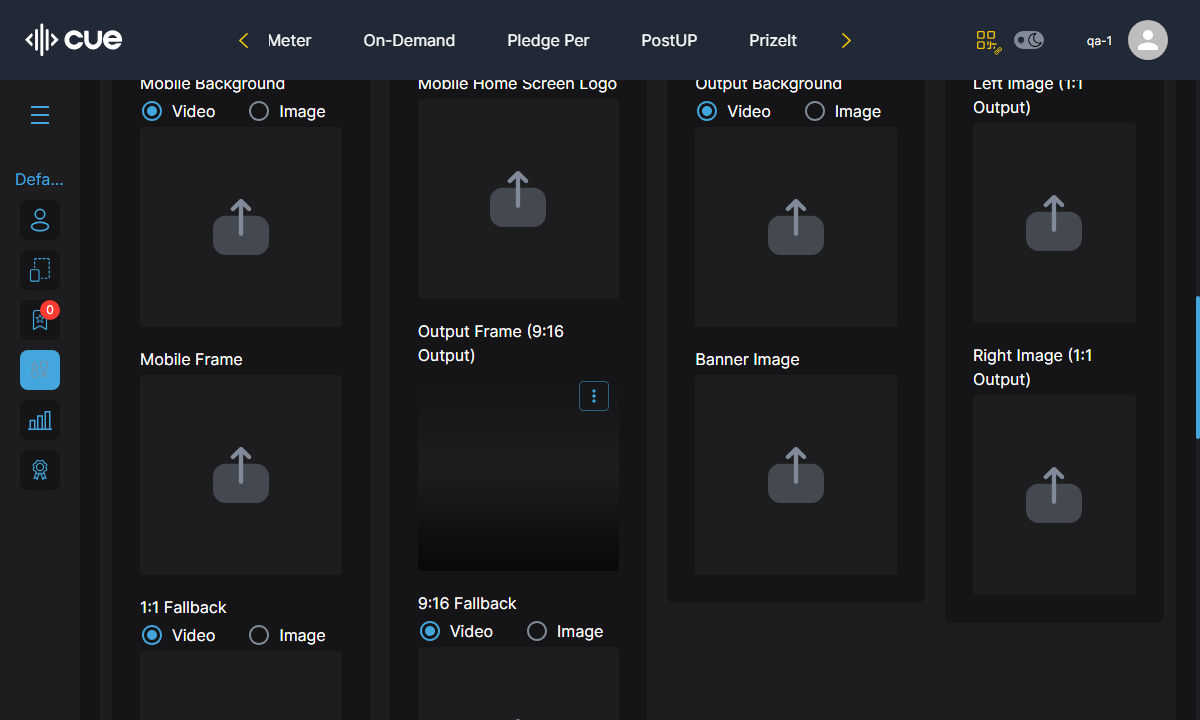 cue
Meter
On-Demand
Pledge Per
PostUP
PrizeIt
qa-1
Defa...
0
Mobile Background
Video
Image
Mobile Frame
1:1 Fallback
Video
Image
Mobile Home Screen Logo
Output Frame (9:16
Output)
9:16 Fallback
Video
Image
Output Background
Video
Image
Banner Image
Left Image (1:1
Output)
Right Image (1:1
Output)